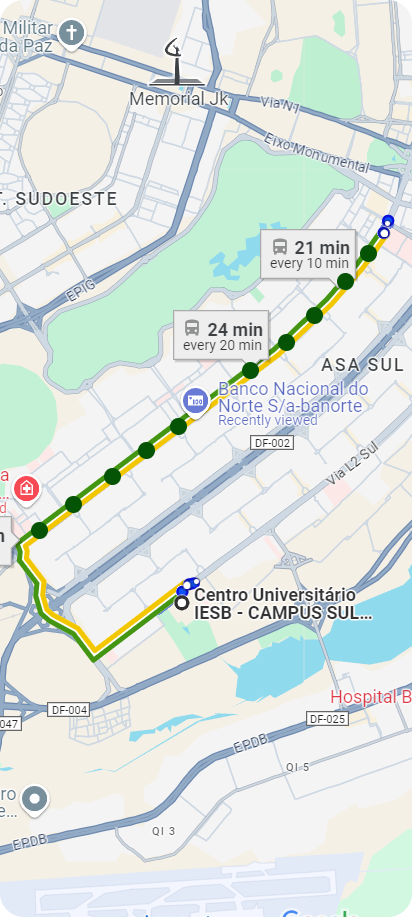 Militar
da Paz
Memorial JK
Via N1
Eixo Monumental
T. SUDOESTE
EPIG
21 min
every 10 min
24 min
every 20 min
ASA SUL
Banco Nacional do
Norte S/a-banorte
Recently viewed
DF-002
Via L2 Sul
Centro Universitário
IESB - CAMPUS SUL...
Hospital B
DF-004
DF-025
047
EPDB
QI 5
ro
e...
QI 3
EPDB